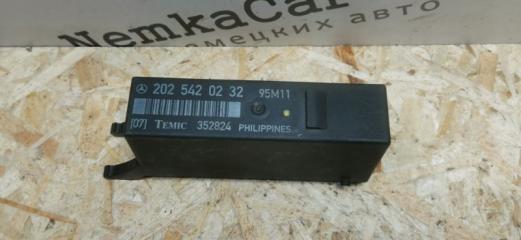 NemkaCar
мецких авто
202 542 02 32 95M11
[07] TEMIC 352824 PHILIPPINES